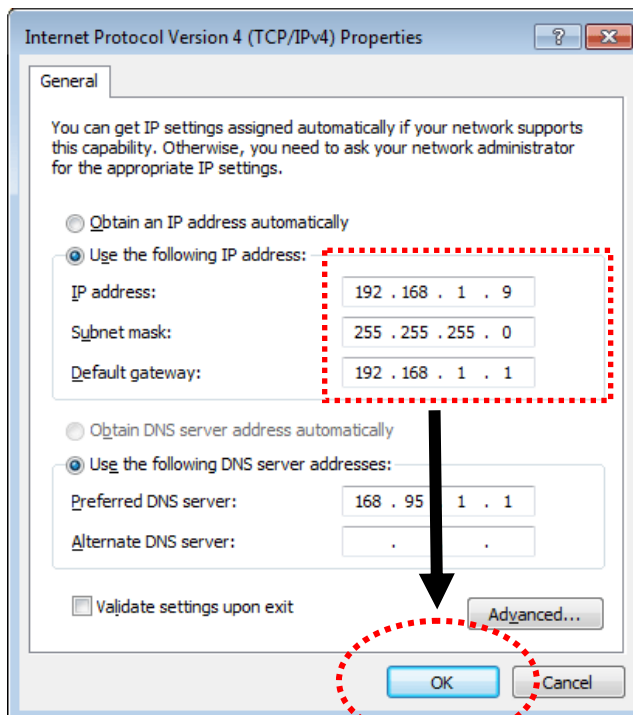 Internet Protocol Version 4 (TCP/IPv4) Properties
General
You can get IP settings assigned automatically if your network supports
this capability. Otherwise, you need to ask your network administrator
for the appropriate IP settings.
Obtain an IP address automatically
Use the following IP address:
IP address: 192 . 168 . 1 . 9
Subnet mask: 255 . 255 . 255 . 0
Default gateway: 192 . 168 . 1 . 1
Obtain DNS server address automatically
Use the following DNS server addresses:
Preferred DNS server: 168 . 95 1 . 1
Alternate DNS server: . .
Validate settings upon exit
Advanced...
OK Cancel